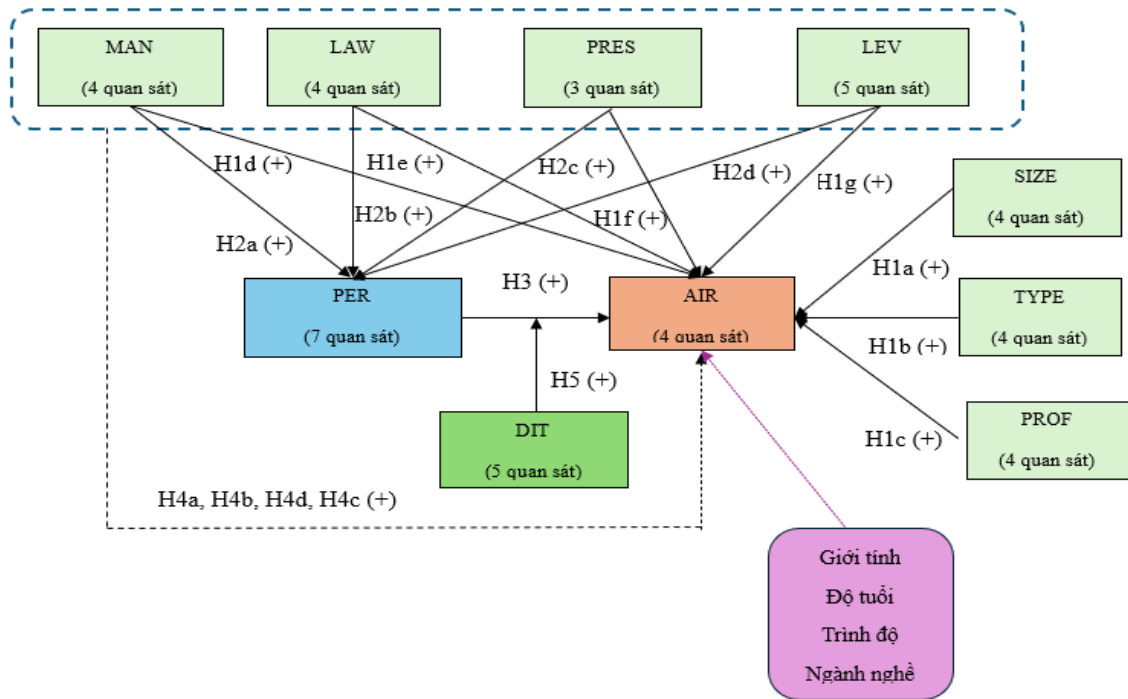 MAN
(4 quan sát)
LAW
(4 quan sát)
PRES
(3 quan sát)
LEV
(5 quan sát)
H1d (+)
H1e (+)
H2c (+)
H2d (+)
H1g (+)
H2b (+)
H1f (+)
H2a (+)
SIZE
(4 quan sát)
H1a (+)
PER
(7 quan sát)
H3 (+)
AIR
(4 quan sát)
TYPE
(4 quan sát)
H1b (+)
H5 (+)
DIT
(5 quan sát)
H1c (+)
PROF
(4 quan sát)
H4a, H4b, H4d, H4c (+)
Giới tính
Độ tuổi
Trình độ
Ngành nghề